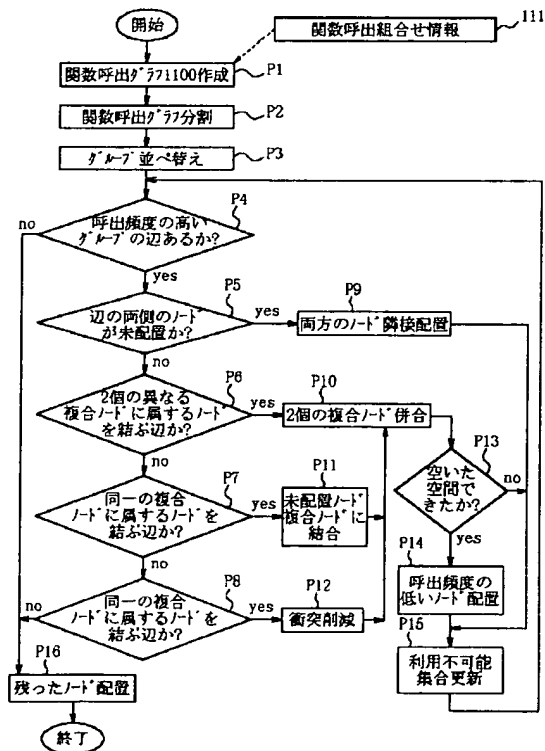 開始
関数呼出組合せ情報
111
関数呼出グラフ1100作成
P1
関数呼出グラフ分割
P2
グループ並べ替え
P3
P4
呼出頻度の高い
グループの辺あるか?
no
yes
P5
辺の両側のノード
が未配置か?
yes
P9
両方のノード隣接配置
no
P6
2個の異なる
複合ノードに属するノード
を結ぶ辺か?
yes
P10
2個の複合ノード併合
no
P13
空いた
空間で
きたか?
no
yes
P7
同一の複合
ノードに属するノードを
結ぶ辺か?
yes
P11
未配置ノード
複合ノードに
結合
no
P14
呼出頻度の
低いノード配置
P8
同一の複合
ノードに属するノードを
結ぶ辺か?
no
yes
P12
衝突削減
P15
利用不可能
集合更新
P16
残ったノード配置
終了